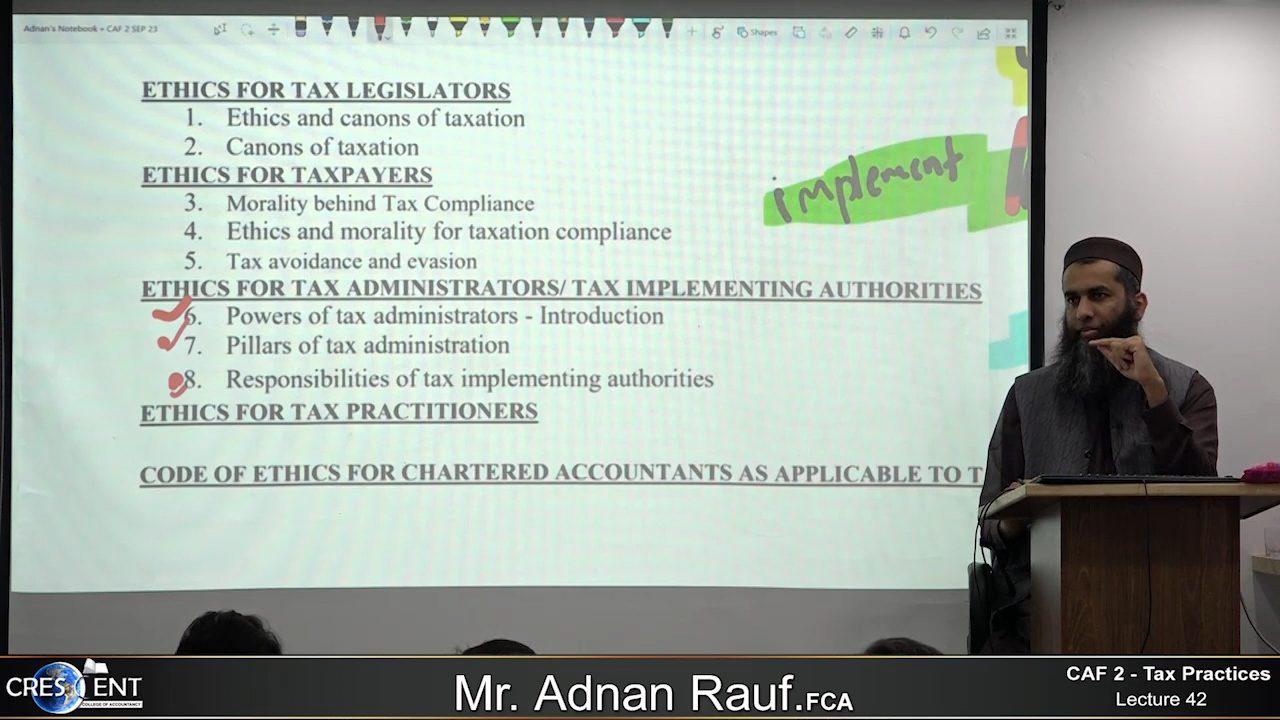 Adnan's Notebook • CAF 2 SEP 23
Shapes
ETHICS FOR TAX LEGISLATORS
1. Ethics and canons of taxation
2. Canons of taxation
ETHICS FOR TAXPAYERS
3. Morality behind Tax Compliance
4. Ethics and morality for taxation compliance
5. Tax avoidance and evasion
implement
ETHICS FOR TAX ADMINISTRATORS/ TAX IMPLEMENTING AUTHORITIES
6. Powers of tax administrators - Introduction
7. Pillars of tax administration
8. Responsibilities of tax implementing authorities
ETHICS FOR TAX PRACTITIONERS
CODE OF ETHICS FOR CHARTERED ACCOUNTANTS AS APPLICABLE TO T
CRESCENT
COLLEGE OF ACCOUNTANCY
Mr. Adnan Rauf.FCA
CAF 2 - Tax Practices
Lecture 42